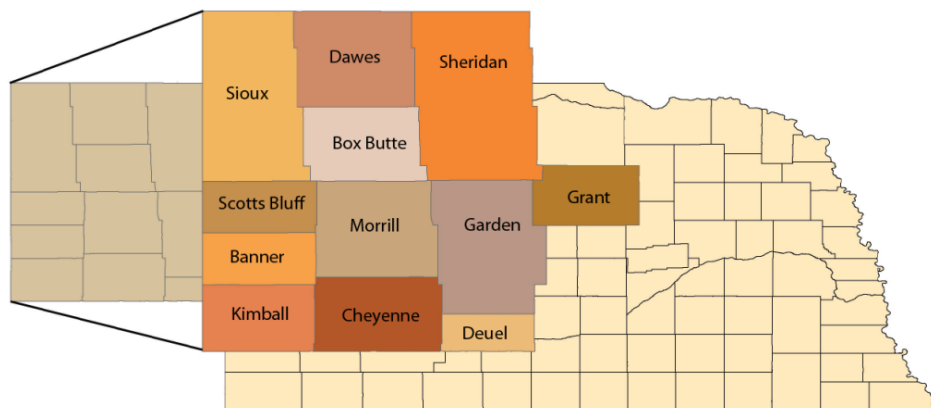 Dawes
Sheridan
Sioux
Box Butte
Scotts Bluff
Grant
Morrill
Garden
Banner
Kimball
Cheyenne
Deuel